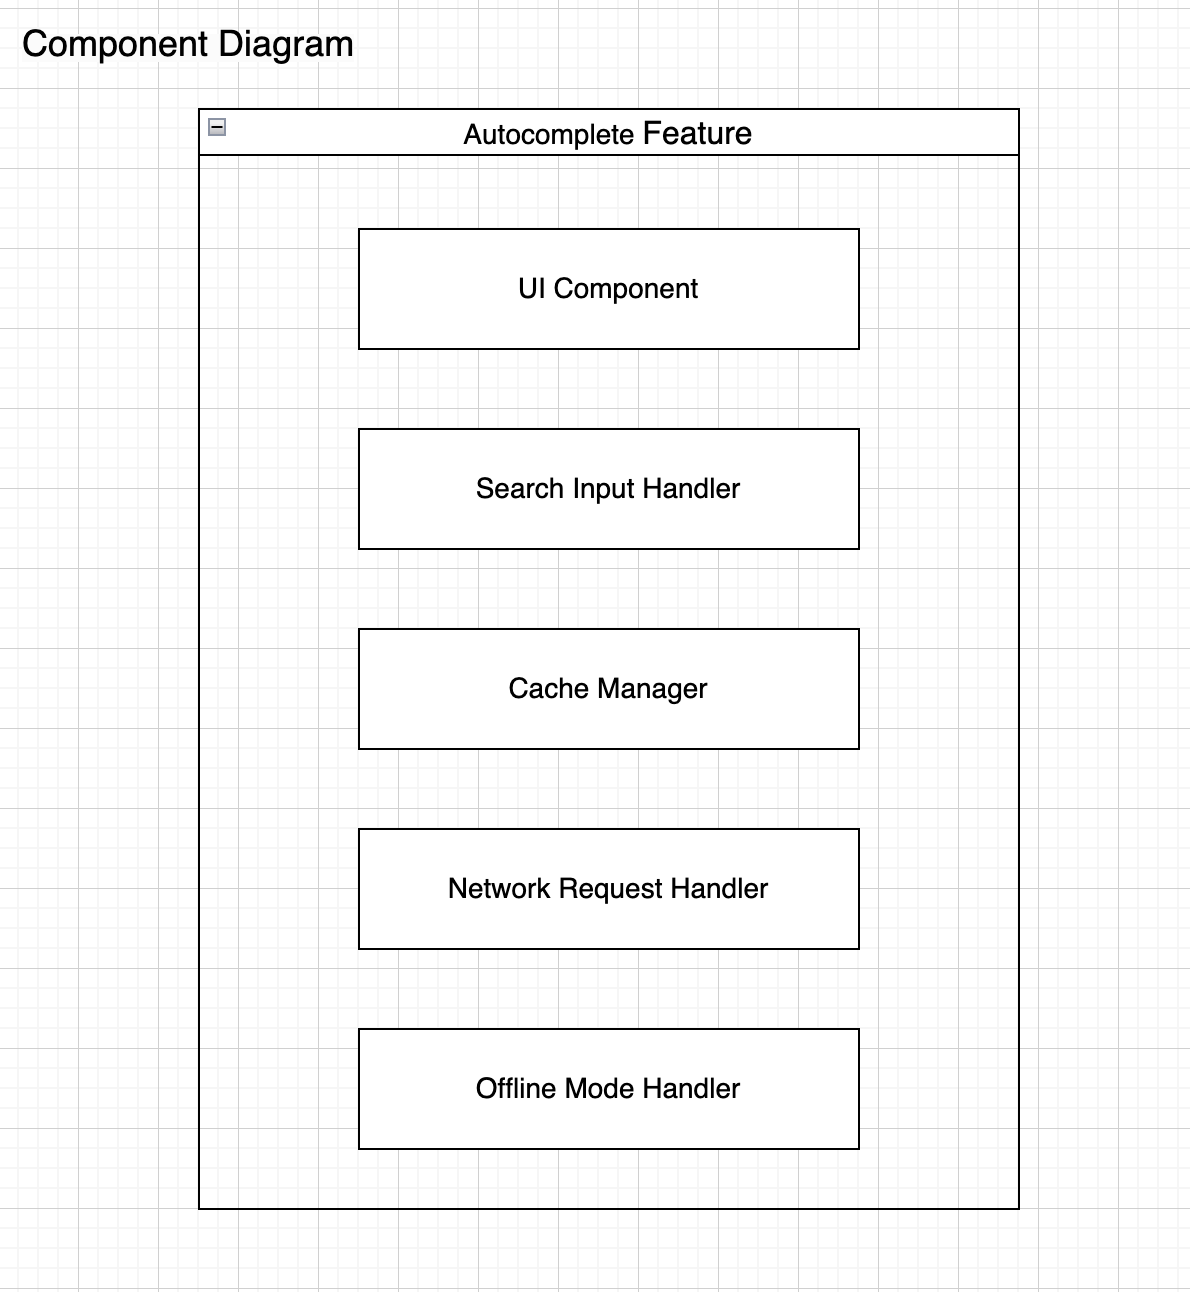 Component Diagram
Autocomplete Feature
UI Component
Search Input Handler
Cache Manager
Network Request Handler
Offline Mode Handler